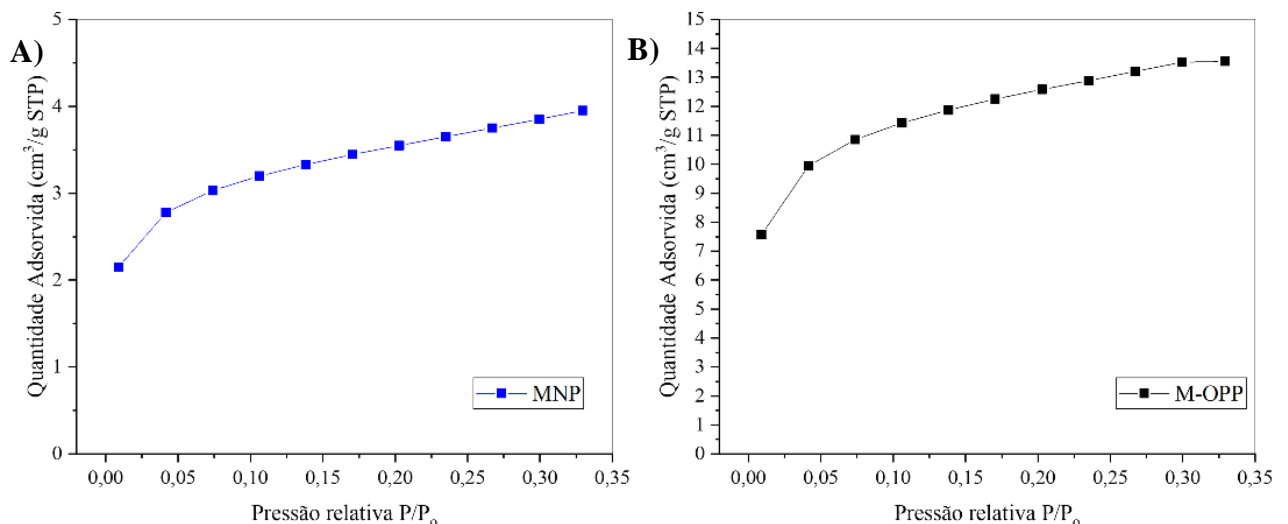 A)
Quantidade Adsorvida (cm³/g STP)
5
4
3
2
1
0
MNP
0,00 0,05 0,10 0,15 0,20 0,25 0,30 0,35
Pressão relativa P/Pₒ
B)
Quantidade Adsorvida (cm³/g STP)
15
14
13
12
11
10
9
8
7
6
5
4
3
2
1
0
M-OPP
0,00 0,05 0,10 0,15 0,20 0,25 0,30 0,35
Pressão relativa P/Pₒ